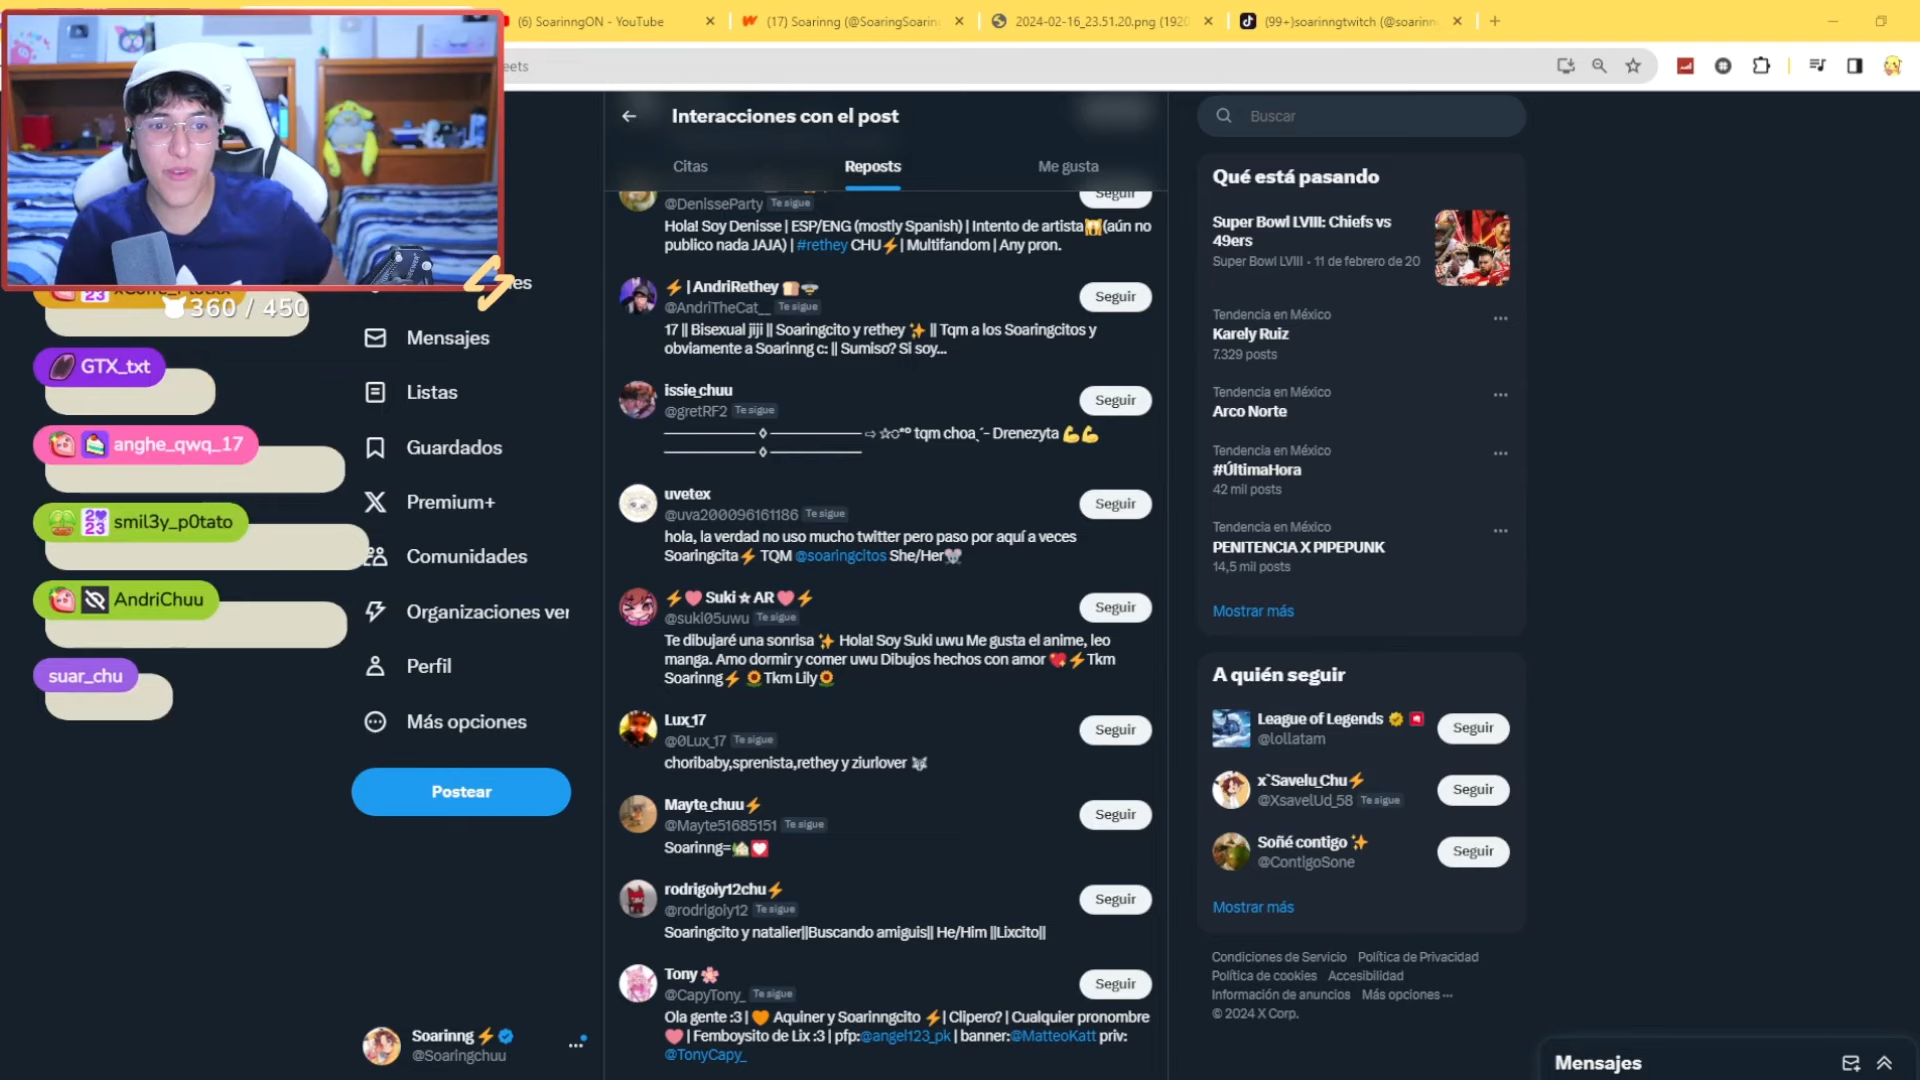 (6) SoarinngON - YouTube
(17) Soarinng (@SoaringSoarin
2024-02-16_23.51.20.png (1920
(99+)soarinngtwitch (@soarinn
eets
360 / 450
GTX_txt
anghe_qwq_17
smil3y_p0tato
AndriChuu
suar_chu
es
Mensajes
Listas
Guardados
Premium+
Comunidades
Organizaciones ver
Perfil
Más opciones
Postear
Soarinng⚡
@Soaringchuu
Interacciones con el post
Citas
Reposts
Me gusta
@DenisseParty Te sigue
Seguir
Hola! Soy Denisse | ESP/ENG (mostly Spanish) | Intento de artista🙀(aún no
publico nada JAJA) | #rethey CHU⚡| Multifandom | Any pron.
⚡ | AndriRethey 🍞🐝
@AndriTheCat__ Te sigue
Seguir
17 || Bisexual jiji || Soaringcito y rethey ✨ || Tqm a los Soaringcitos y
obviamente a Soarinng c: || Sumiso? Si soy...
issie_chuu
@gretRF2 Te sigue
Seguir
tqm choa˛´- Drenezyta 💪💪
uvetex
@uva200096161186 Te sigue
Seguir
hola, la verdad no uso mucho twitter pero paso por aquí a veces
Soaringcita⚡ TQM @soaringcitos She/Her🐭
⚡💗 Suki ☆ AR 💗⚡
@suki05uwu Te sigue
Seguir
Te dibujaré una sonrisa ✨ Hola! Soy Suki uwu Me gusta el anime, leo
manga. Amo dormir y comer uwu Dibujos hechos con amor 💖⚡Tkm
Soarinng⚡ 🌻Tkm Lily🌻
Lux_17
@0Lux_17 Te sigue
Seguir
choribaby,sprenista,rethey y ziurlover 🐺
Mayte_chuu⚡
@Mayte51685151 Te sigue
Seguir
Soarinng=🏡💟
rodrigoiy12chu⚡
@rodrigoiy12 Te sigue
Seguir
Soaringcito y natalier||Buscando amiguis|| He/Him ||Lixcito||
Tony 🌸
@CapyTony_ Te sigue
Seguir
Ola gente :3 | 🧡 Aquiner y Soarinngcito ⚡| Clipero? | Cualquier pronombre
💗 | Femboysito de Lix :3 | pfp:@angel123_pk | banner:@MatteoKatt priv:
@TonyCapy_
Buscar
Qué está pasando
Super Bowl LVIII: Chiefs vs
49ers
Super Bowl LVIII · 11 de febrero de 20
Tendencia en México
Karely Ruiz
7.329 posts
Tendencia en México
Arco Norte
Tendencia en México
#ÚltimaHora
42 mil posts
Tendencia en México
PENITENCIA X PIPEPUNK
14,5 mil posts
Mostrar más
A quién seguir
League of Legends
@lollatam
Seguir
x`Savelu_Chu⚡
@XsavelUd_58 Te sigue
Seguir
Soñé contigo ✨
@ContigoSone
Seguir
Mostrar más
Condiciones de Servicio Política de Privacidad
Política de cookies Accesibilidad
Información de anuncios Más opciones ···
© 2024 X Corp.
Mensajes